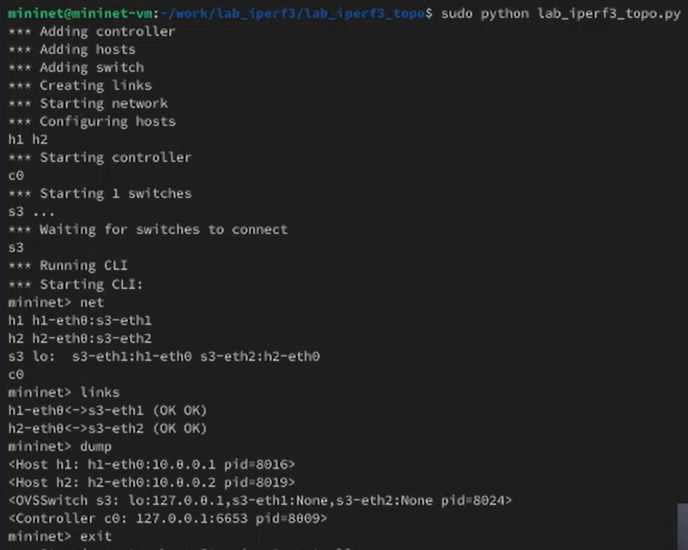 mininet@mininet-vm:~/work/lab_iperf3/lab_iperf3_topo$ sudo python lab_iperf3_topo.py
*** Adding controller
*** Adding hosts
*** Adding switch
*** Creating links
*** Starting network
*** Configuring hosts
h1 h2
*** Starting controller
c0
*** Starting 1 switches
s3 ...
*** Waiting for switches to connect
s3
*** Running CLI
*** Starting CLI:
mininet> net
h1 h1-eth0:s3-eth1
h2 h2-eth0:s3-eth2
s3 lo:  s3-eth1:h1-eth0 s3-eth2:h2-eth0
c0
mininet> links
h1-eth0<->s3-eth1 (OK OK)
h2-eth0<->s3-eth2 (OK OK)
mininet> dump
<Host h1: h1-eth0:10.0.0.1 pid=8016>
<Host h2: h2-eth0:10.0.0.2 pid=8019>
<OVSSwitch s3: lo:127.0.0.1,s3-eth1:None,s3-eth2:None pid=8024>
<Controller c0: 127.0.0.1:6653 pid=8009>
mininet> exit